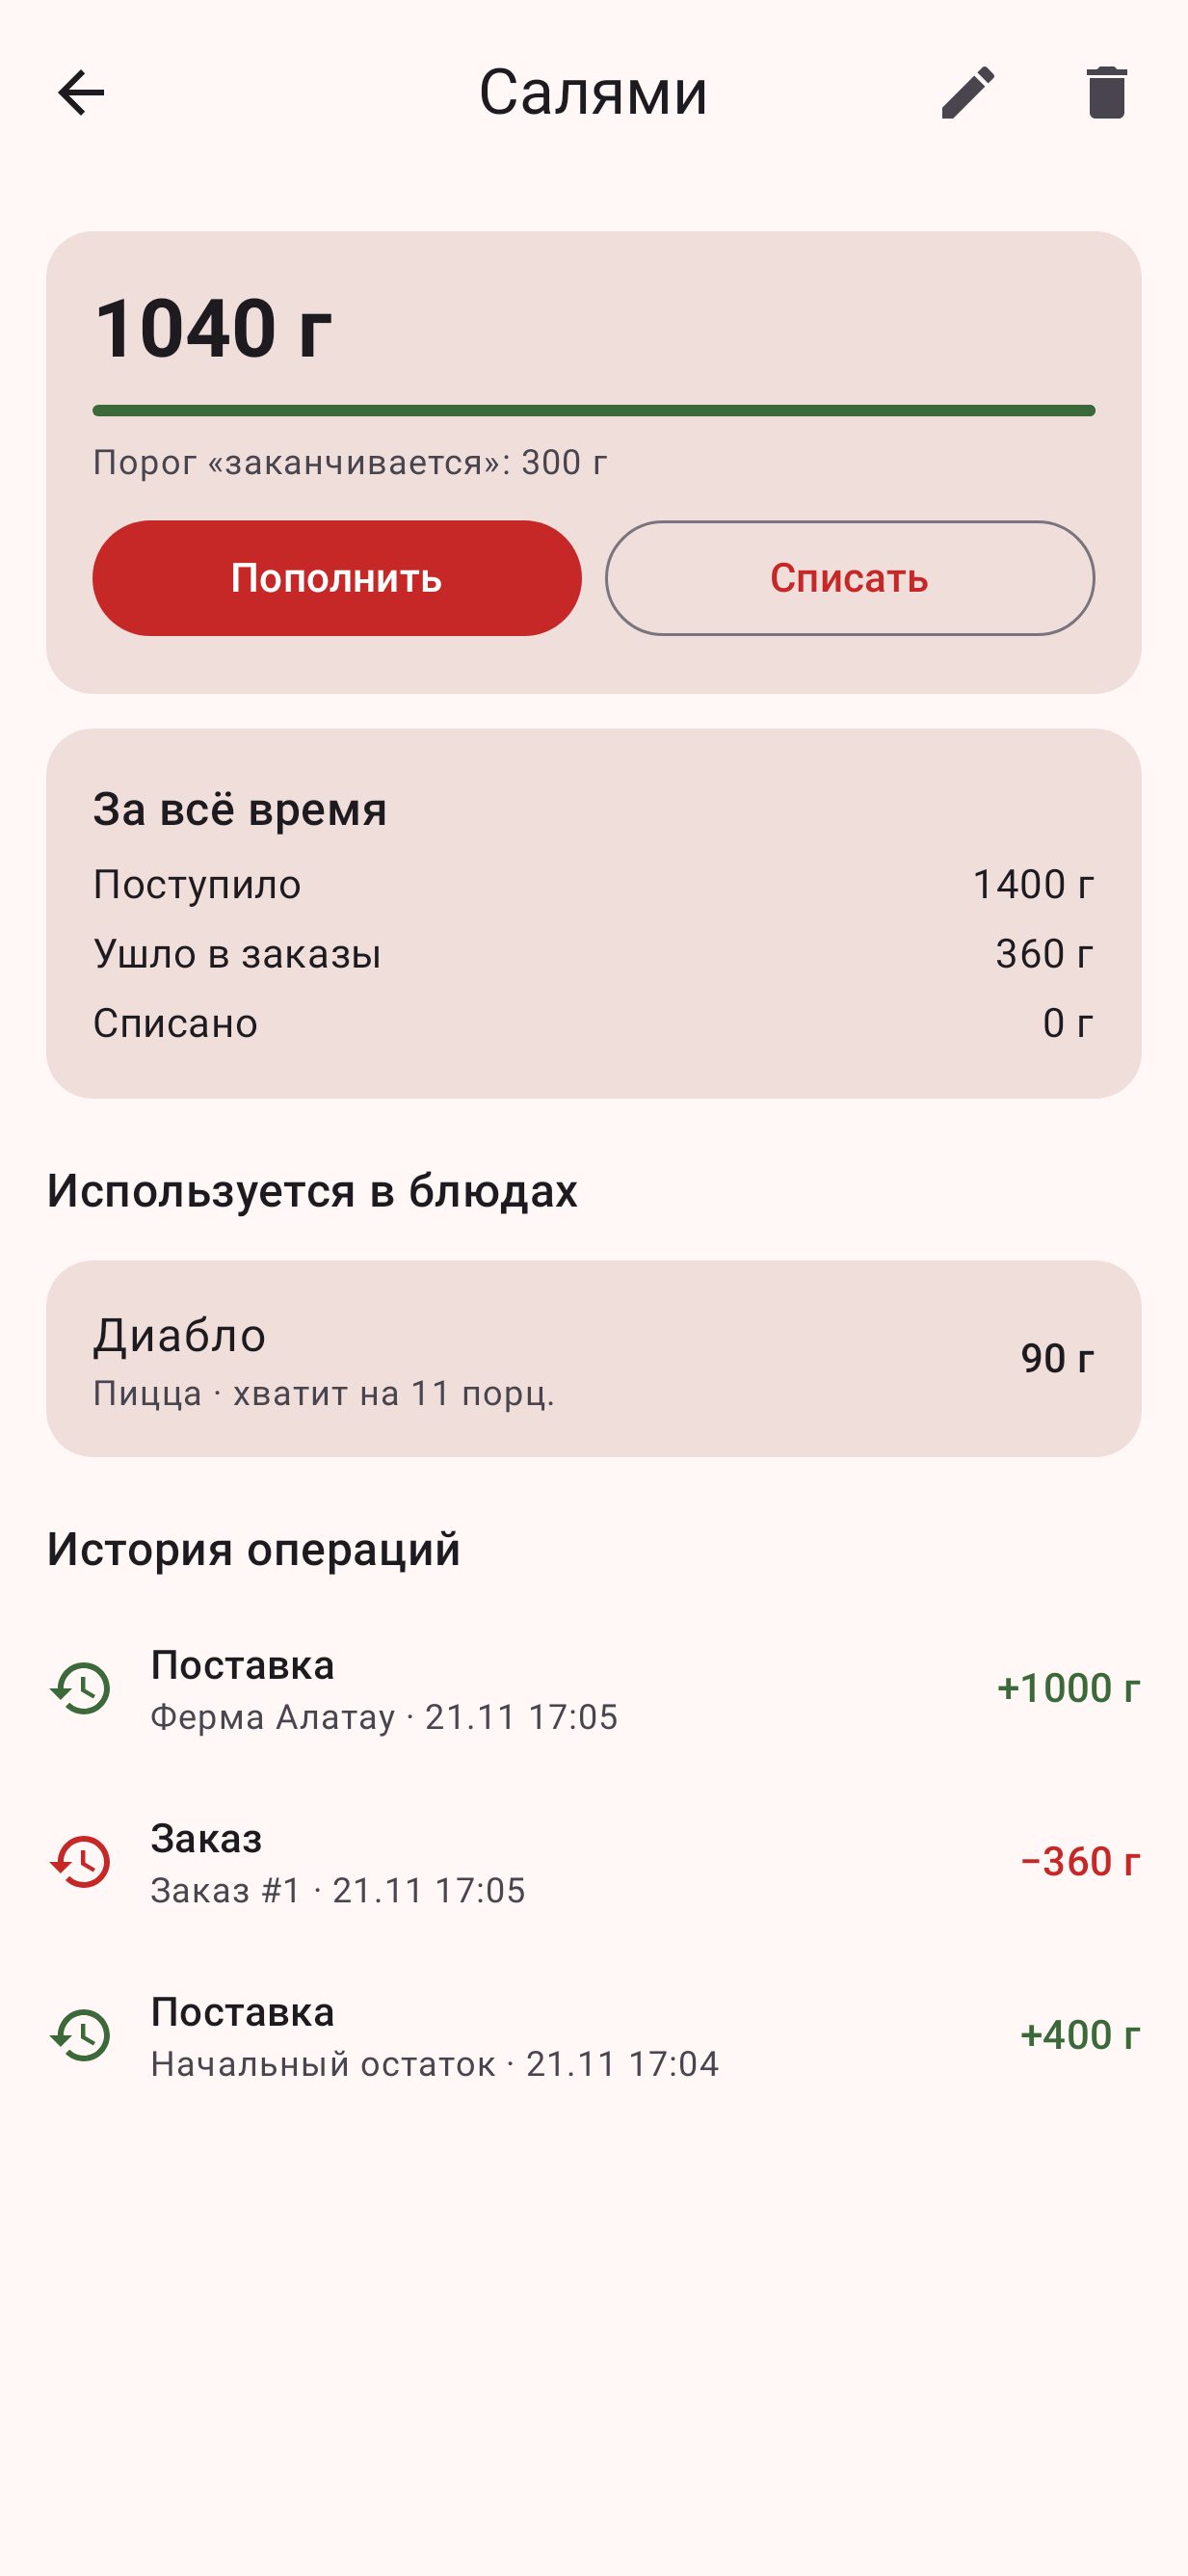 Салями
1040 г
Порог «заканчивается»: 300 г
Пополнить
Списать
За всё время
Поступило 1400 г
Ушло в заказы 360 г
Списано 0 г
Используется в блюдах
Диабло
90 г
Пицца · хватит на 11 порц.
История операций
Поставка
Ферма Алатау · 21.11 17:05
+1000 г
Заказ
Заказ #1 · 21.11 17:05
−360 г
Поставка
Начальный остаток · 21.11 17:04
+400 г